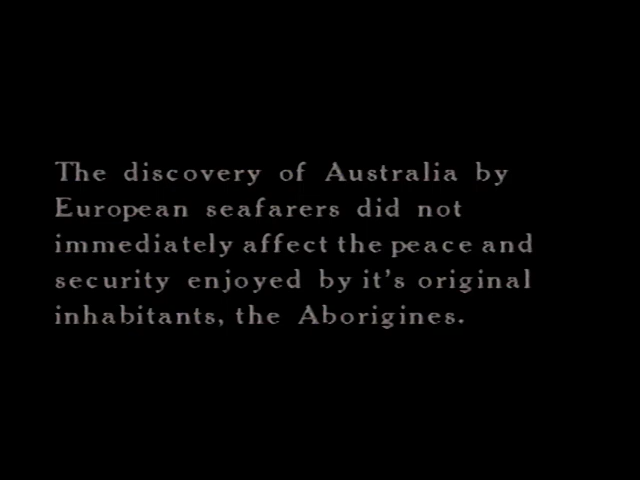 The discovery of Australia by
European seafarers did not
immediately affect the peace and
security enjoyed by it's original
inhabitants, the Aborigines.